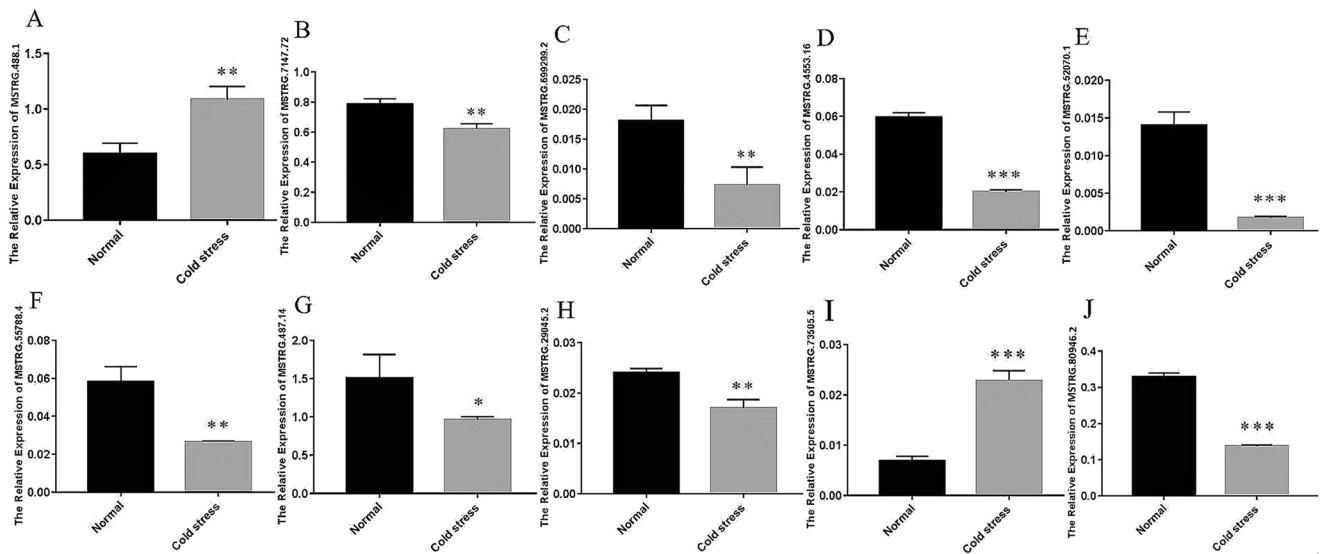 A
The Relative Expression of MSTRG.488.1
1.5
1.0
0.5
0.0
**
Normal
Cold stress
B
The Relative Expression of MSTRG.7147.72
1.0
0.8
0.6
0.4
0.2
0.0
**
Normal
Cold stress
C
The Relative Expression of MSTRG.699299.2
0.025
0.020
0.015
0.010
0.005
0.000
**
Normal
Cold stress
D
The Relative Expression of MSTRG.4553.16
0.08
0.06
0.04
0.02
0.00
***
Normal
Cold stress
E
The Relative Expression of MSTRG.52070.1
0.020
0.015
0.010
0.005
0.000
***
Normal
Cold stress
F
The Relative Expression of MSTRG.55788.4
0.08
0.06
0.04
0.02
0.00
**
Normal
Cold stress
G
The Relative Expression of MSTRG.487.14
2.0
1.5
1.0
0.5
0.0
*
Normal
Cold stress
H
The Relative Expression of MSTRG.29045.2
0.03
0.02
0.01
0.00
**
Normal
Cold stress
I
The Relative Expression of MSTRG.73505.5
0.03
0.02
0.01
0.00
***
Normal
Cold stress
J
The Relative Expression of MSTRG.80946.2
0.4
0.3
0.2
0.1
0.0
***
Normal
Cold stress